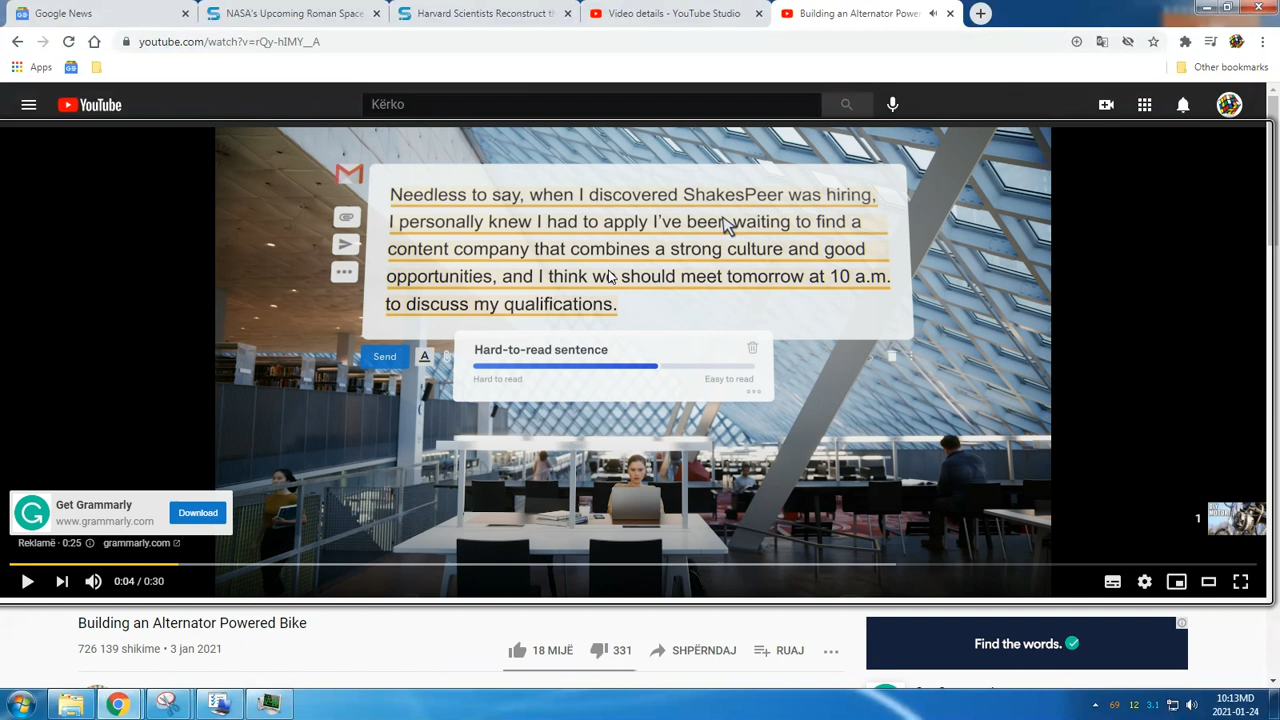 Google News
NASA's Upcoming Roman Space
Harvard Scientists Reconstruct th
Video details - YouTube Studio
Building an Alternator Power
youtube.com/watch?v=rQy-hIMY__A
Apps
Other bookmarks
YouTube
Kërko
Needless to say, when I discovered ShakesPeer was hiring,
I personally knew I had to apply I've been waiting to find a
content company that combines a strong culture and good
opportunities, and I think we should meet tomorrow at 10 a.m.
to discuss my qualifications.
Send
A
Hard-to-read sentence
Hard to read
Easy to read
Get Grammarly
www.grammarly.com
Download
Reklamë · 0:25
grammarly.com
1
0:04 / 0:30
Building an Alternator Powered Bike
726 139 shikime · 3 jan 2021
18 MIJË
331
SHPËRNDAJ
RUAJ
Find the words.
69 12 3.1
10:13MD
2021-01-24